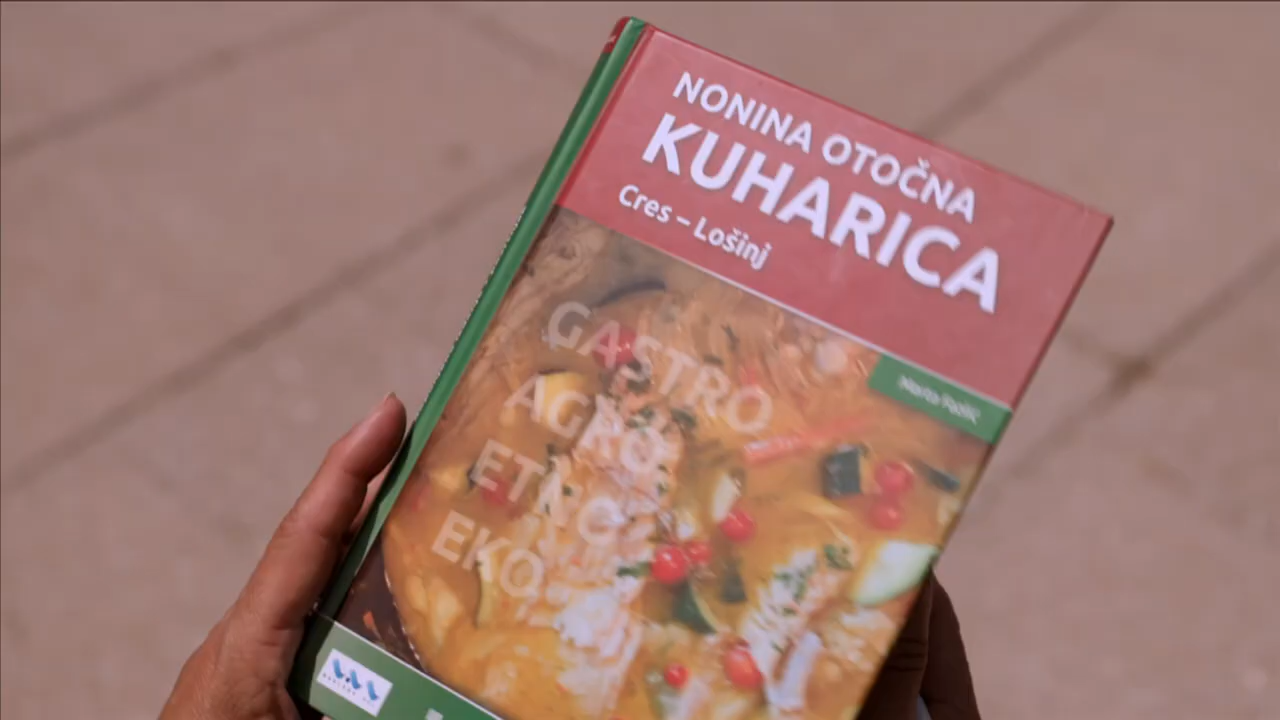 NONINA OTOČNA
KUHARICA
Cres – Lošinj
GASTRO
AGRO
ETNO
EKO